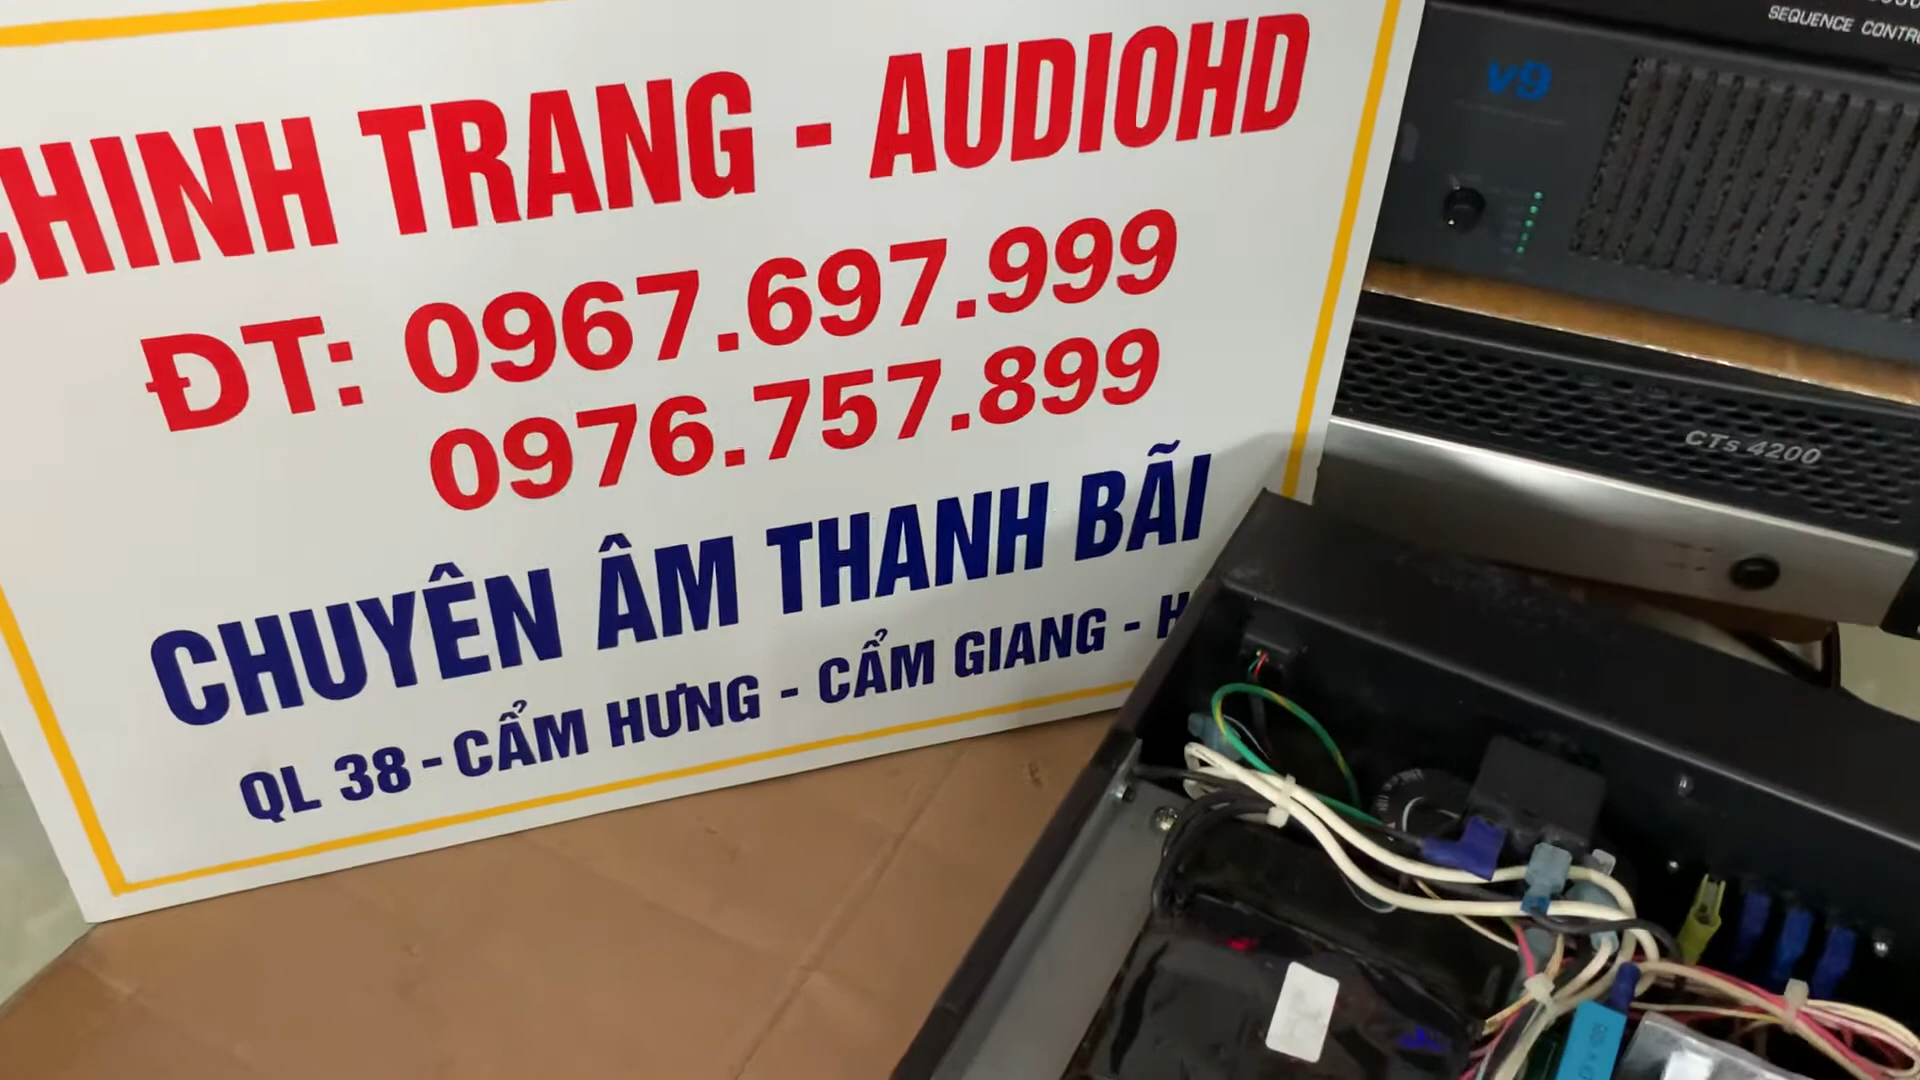 CHINH TRANG - AUDIOHD
ĐT: 0967.697.999
0976.757.899
CHUYÊN ÂM THANH BÃI
QL 38 - CẨM HƯNG - CẨM GIANG - H
SEQUENCE CONTR
v9
CTs 4200